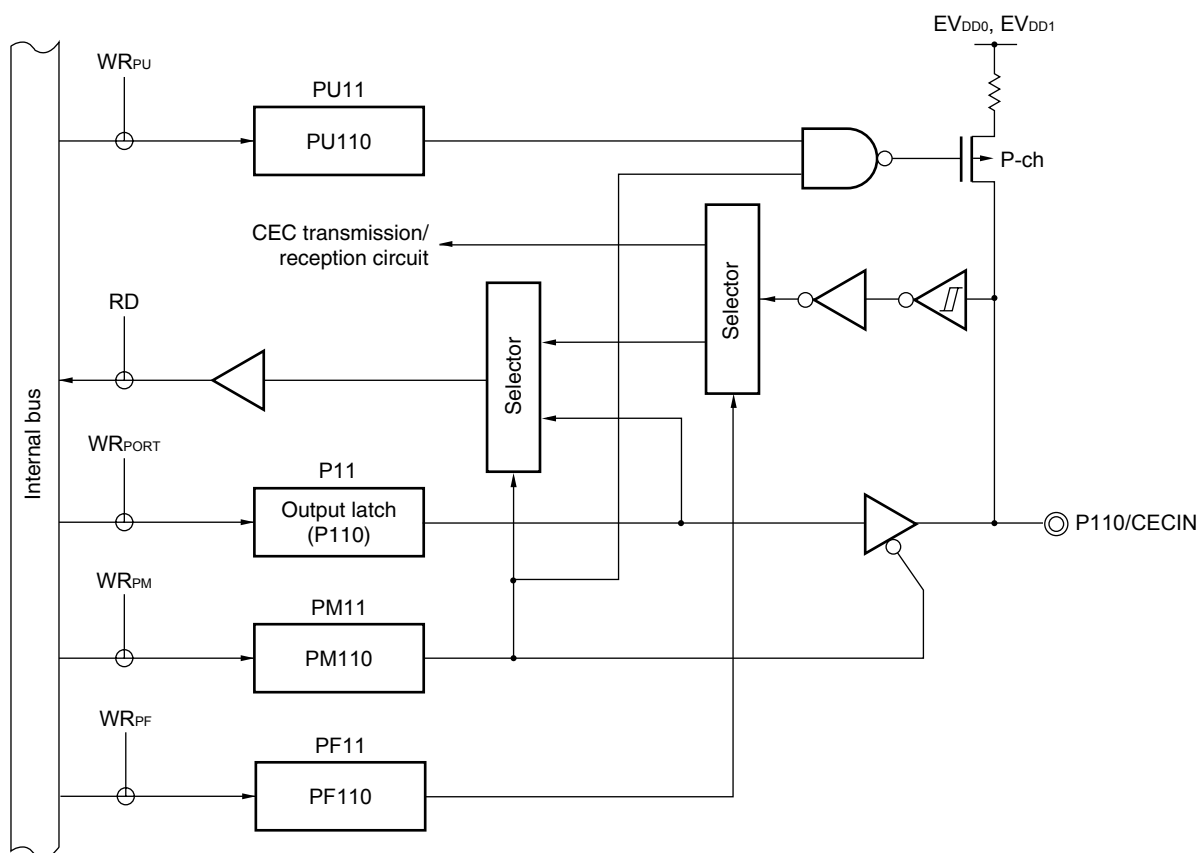 EVDD0, EVDD1
WRPU
PU11
PU110
P-ch
CEC transmission/
reception circuit
Selector
RD
Selector
Internal bus
WRPORT
P11
Output latch
(P110)
P110/CECIN
WRPM
PM11
PM110
WRPF
PF11
PF110